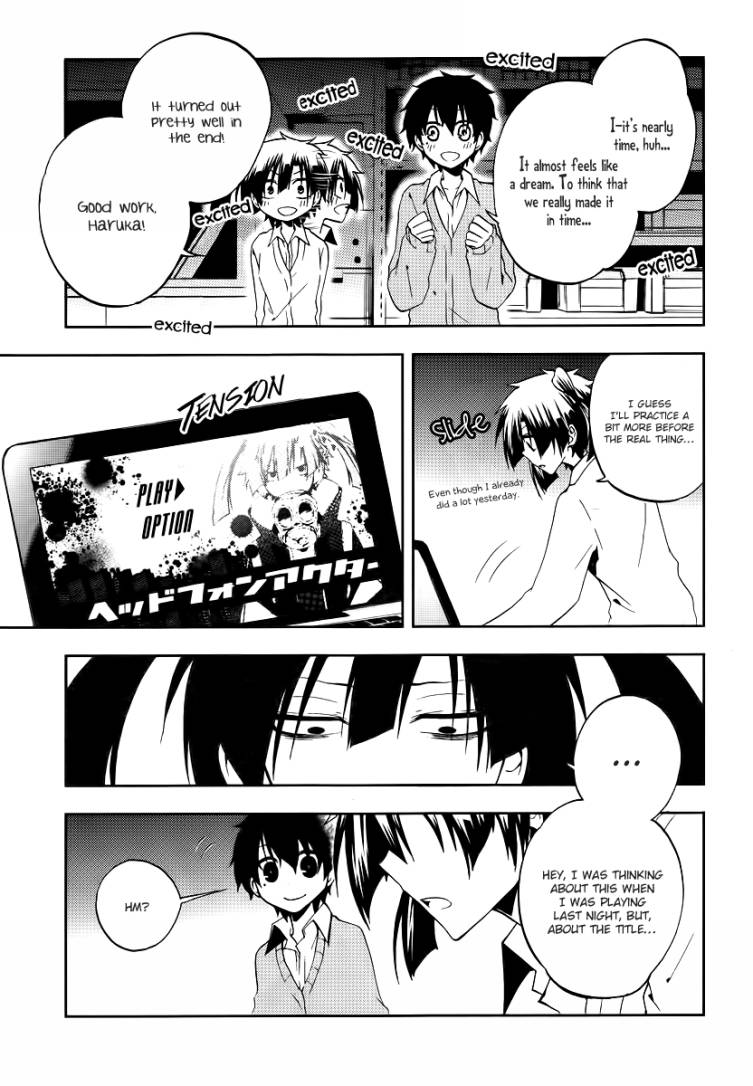 excited
I-it's nearly
time, huh...
It almost feels like
a dream. To think that
we really made it
in time...
excited
excited
excited
It turned out
pretty well in
the end!
Good work,
Haruka!
excited
excited
I GUESS
I'LL PRACTICE A
BIT MORE BEFORE
THE REAL THING...
slide
Even though I already
did a lot yesterday.
TENSION
PLAY
OPTION
ヘッドフォンアクター
...
HEY, I WAS THINKING
ABOUT THIS WHEN
I WAS PLAYING
LAST NIGHT, BUT,
ABOUT THE TITLE...
HM?